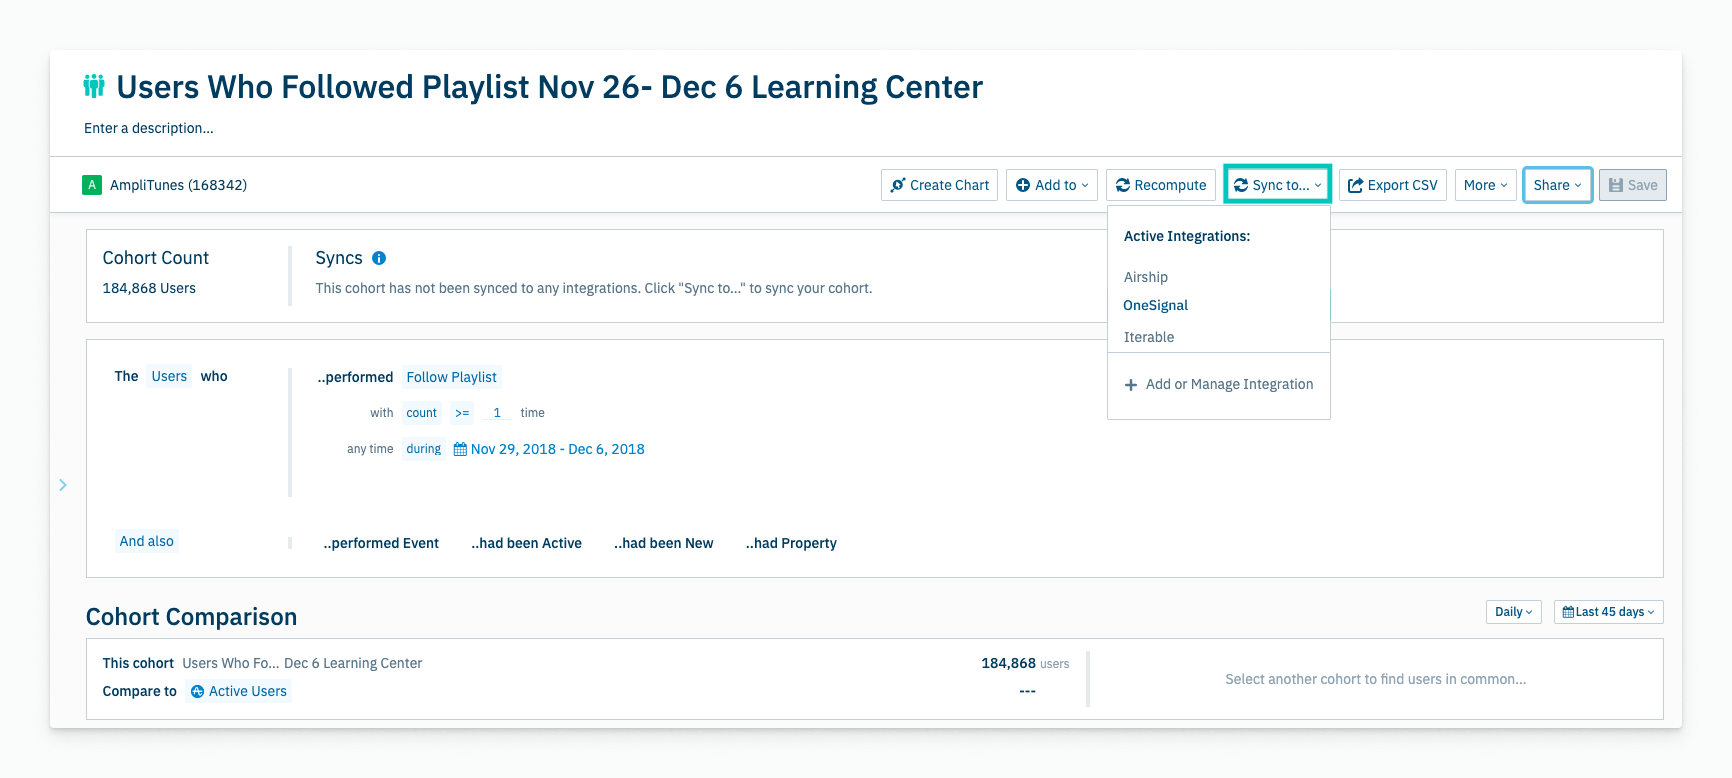 Users Who Followed Playlist Nov 26- Dec 6 Learning Center
Enter a description...
A AmpliTunes (168342)
Create Chart Add to Recompute Sync to... Export CSV More Share Save
Active Integrations:
Airship
OneSignal
Iterable
Add or Manage Integration
Cohort Count
184,868 Users
Syncs
This cohort has not been synced to any integrations. Click "Sync to..." to sync your cohort.
The Users who
..performed Follow Playlist
with count >= 1 time
any time during Nov 29, 2018 - Dec 6, 2018
And also
..performed Event ..had been Active ..had been New ..had Property
Cohort Comparison
Daily Last 45 days
This cohort Users Who Fo... Dec 6 Learning Center 184,868 users
Compare to Active Users ---
Select another cohort to find users in common...